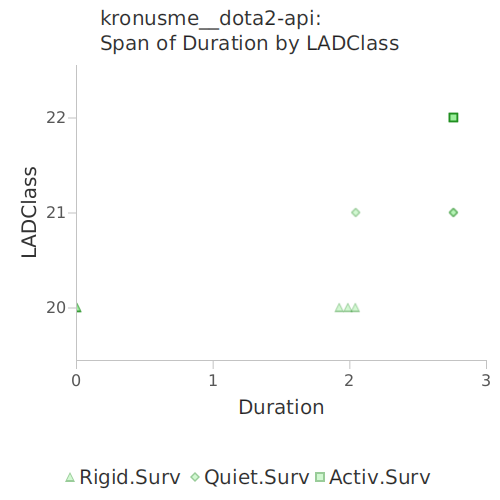 kronusme__dota2-api:
Span of Duration by LADClass
22
21
20
LADClass
0
1
2
3
Duration
Rigid.Surv
Quiet.Surv
Activ.Surv